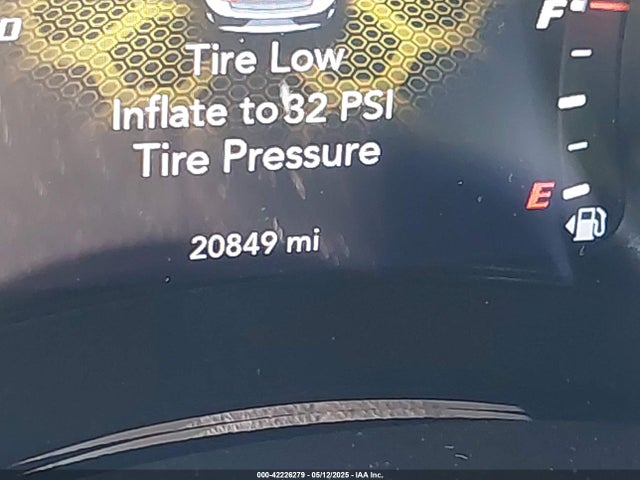 F
Tire Low
Inflate to 32 PSI
Tire Pressure
E
20849 mi
000-42226279 - 05/12/2025 - IAA Inc.